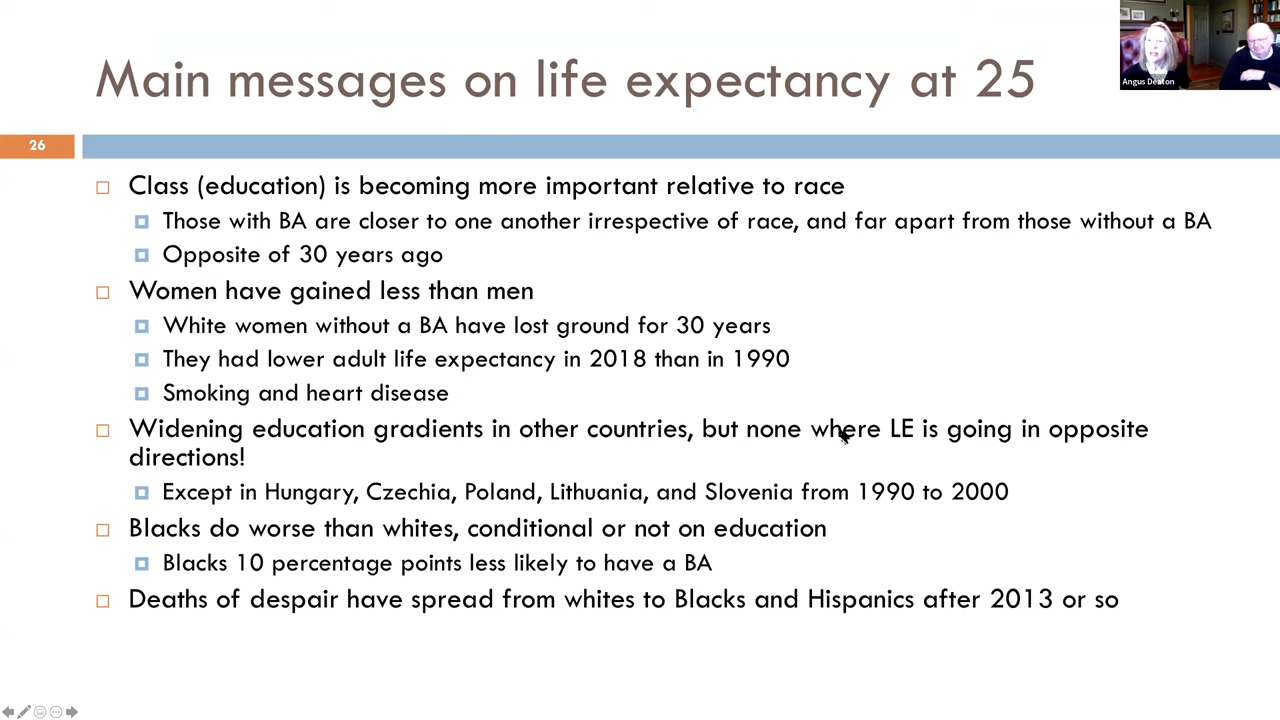 Main messages on life expectancy at 25
Angus Deaton
26
Class (education) is becoming more important relative to race
Those with BA are closer to one another irrespective of race, and far apart from those without a BA
Opposite of 30 years ago
Women have gained less than men
White women without a BA have lost ground for 30 years
They had lower adult life expectancy in 2018 than in 1990
Smoking and heart disease
Widening education gradients in other countries, but none where LE is going in opposite
directions!
Except in Hungary, Czechia, Poland, Lithuania, and Slovenia from 1990 to 2000
Blacks do worse than whites, conditional or not on education
Blacks 10 percentage points less likely to have a BA
Deaths of despair have spread from whites to Blacks and Hispanics after 2013 or so